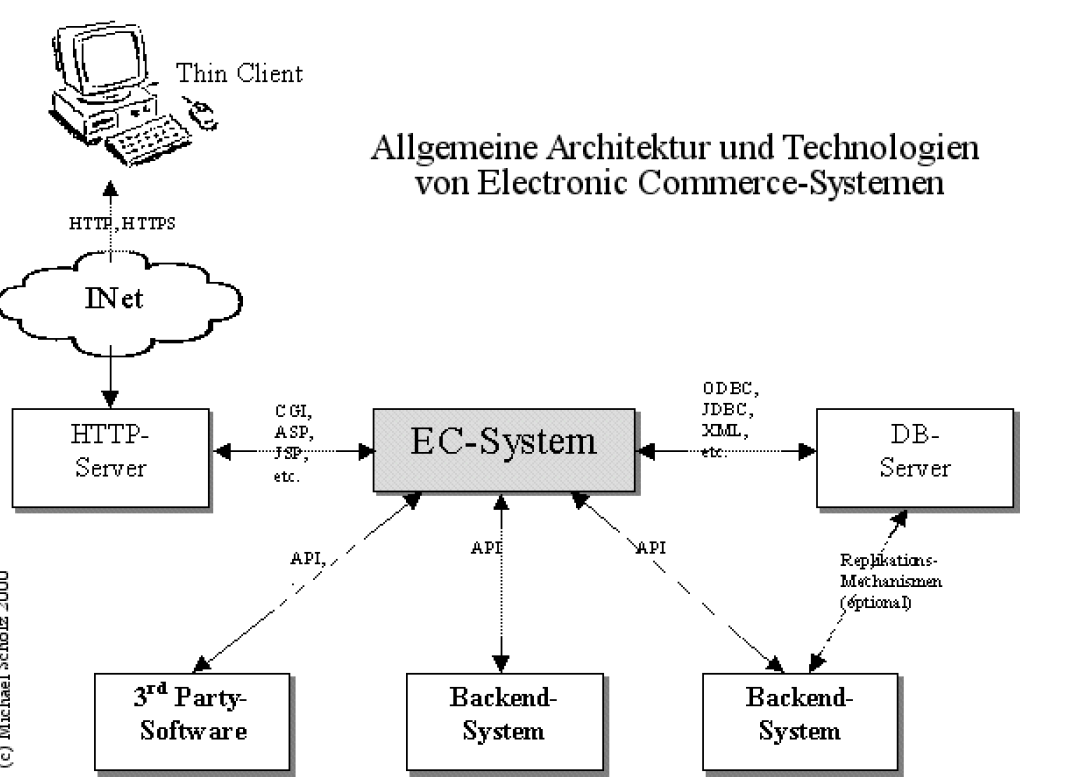 Thin Client
Allgemeine Architektur und Technologien
von Electronic Commerce-Systemen
HTTP, HTTPS
INet
HTTP-
Server
CGI,
ASP,
JSP,
etc.
EC-System
ODBC,
JDBC,
XML,
etc.
DB-
Server
API,
API
API
Replikations-
Mechanismen
(optional)
3rd Party-
Software
Backend-
System
Backend-
System
(c) Michael Scholz 2000